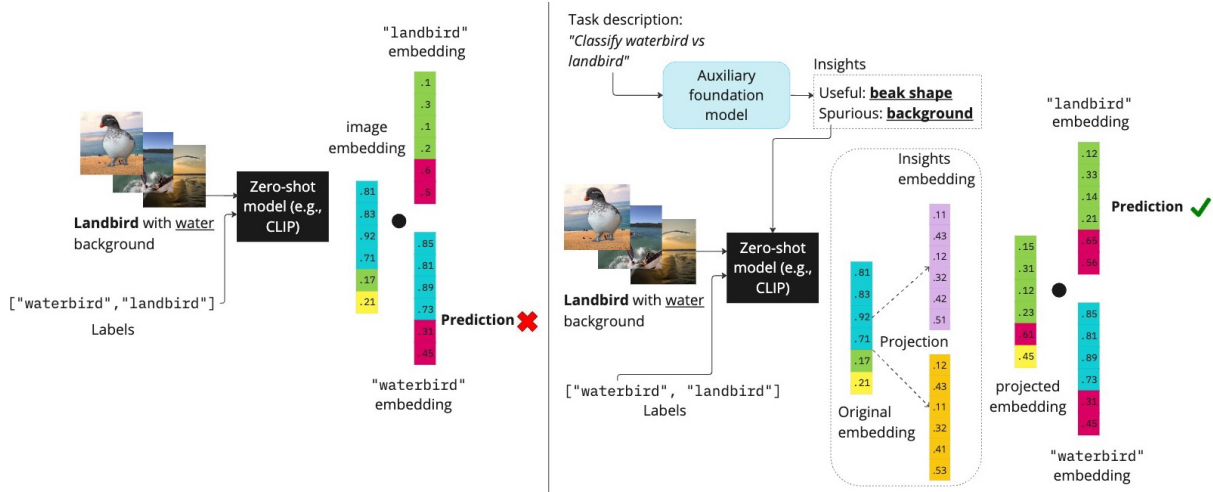 "landbird"
embedding
.1
.3
.1
.2
.6
.5
image
embedding
.81
.83
.92
.71
.17
.21
Zero-shot
model (e.g.,
CLIP)
Landbird with water
background
["waterbird","landbird"]
Labels
.85
.81
.89
.73
.31
.45
Prediction
"waterbird"
embedding
Task description:
"Classify waterbird vs
landbird"
Auxiliary
foundation
model
Insights
Useful: beak shape
Spurious: background
Zero-shot
model (e.g.,
CLIP)
Landbird with water
background
["waterbird", "landbird"]
Labels
Insights
embedding
.11
.43
.12
.32
.42
.51
.81
.83
.92
.71
.17
.21
Projection
.12
.43
.11
.32
.41
.53
Original
embedding
"landbird"
embedding
.12
.33
.14
.21
.65
.56
Prediction
.15
.31
.12
.23
.61
.45
projected
embedding
.85
.81
.89
.73
.31
.45
"waterbird"
embedding